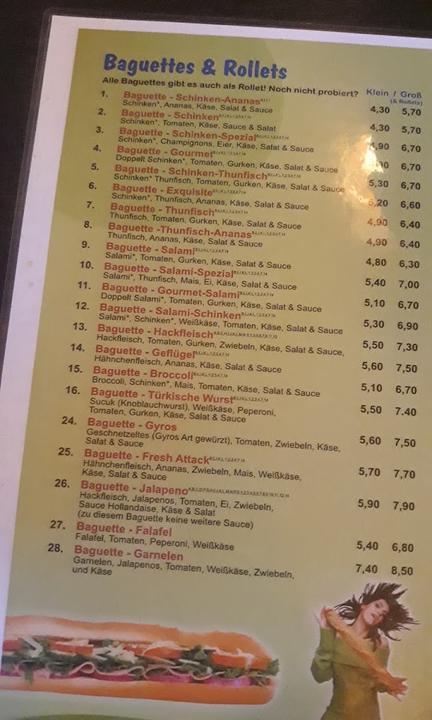 Baguettes & Rollets
Alle Baguettes gibt es auch als Rollet! Noch nicht probiert? Klein / Groß
(& Rollets)
1. Baguette - Schinken-Ananas 4,30 5,70
Schinken*, Ananas, Käse, Salat & Sauce
2. Baguette - Schinken 4,30 5,70
Schinken*, Tomaten, Käse, Sauce & Salat
3. Baguette - Schinken-Spezial ,90 6,70
Schinken*, Champignons, Eier, Käse, Salat & Sauce
4. Baguette - Gourmet 6,70
Doppelt Schinken*, Tomaten, Gurken, Käse, Salat & Sauce
5. Baguette - Schinken-Thunfisch 5,30 6,70
Schinken* Thunfisch, Tomaten, Gurken, Käse, Salat & Sauce
6. Baguette - Exquisite 5,20 6,60
Schinken*, Thunfisch, Ananas, Käse, Salat & Sauce
7. Baguette - Thunfisch 4,90 6,40
Thunfisch, Tomaten, Gurken, Käse, Salat & Sauce
8. Baguette -Thunfisch-Ananas 4,90 6,40
Thunfisch, Ananas, Käse, Salat & Sauce
9. Baguette - Salami 4,80 6,30
Salami*, Tomaten, Gurken, Käse, Salat & Sauce
10. Baguette - Salami-Spezial 5,40 7,00
Salami*, Thunfisch, Mais, Ei, Käse, Salat & Sauce
11. Baguette - Gourmet-Salami 5,10 6,70
Doppelt Salami*, Tomaten, Gurken, Käse, Salat & Sauce
12. Baguette - Salami-Schinken 5,30 6,90
Salami*, Schinken*, Weißkäse, Tomaten, Käse, Salat & Sauce
13. Baguette - Hackfleisch 5,50 7,30
Hackfleisch, Tomaten, Gurken, Zwiebeln, Käse, Salat & Sauce,
14. Baguette - Geflügel 5,60 7,50
Hähnchenfleisch, Ananas, Käse, Salat & Sauce
15. Baguette - Broccoli 5,10 6,70
Broccoli, Schinken*, Mais, Tomaten, Käse, Salat & Sauce
16. Baguette - Türkische Wurst 5,50 7.40
Sucuk (Knoblauchwurst), Weißkäse, Peperoni,
Tomaten, Gurken, Käse, Salat & Sauce
24. Baguette - Gyros 5,60 7,50
Geschnetzeltes (Gyros Art gewürzt), Tomaten, Zwiebeln, Käse,
Salat & Sauce
25. Baguette - Fresh Attack 5,70 7,70
Hähnchenfleisch, Ananas, Zwiebeln, Mais, Weißkäse,
Käse, Salat & Sauce
26. Baguette - Jalapeno 5,90 7,90
Hackfleisch, Jalapenos, Tomaten, Ei, Zwiebeln,
Sauce Hollandaise, Käse & Salat
(zu diesem Baguette keine weitere Sauce)
27. Baguette - Falafel 5,40 6,80
Falafel, Tomaten, Peperoni, Weißkäse
28. Baguette - Garnelen 7,40 8,50
Garnelen, Jalapenos, Tomaten, Weißkäse, Zwiebeln,
und Käse